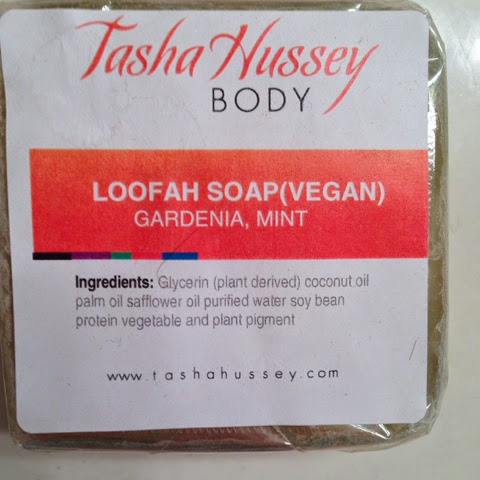 Tasha Hussey
BODY
LOOFAH SOAP(VEGAN)
GARDENIA, MINT
Ingredients: Glycerin (plant derived) coconut oil
palm oil safflower oil purified water soy bean
protein vegetable and plant pigment
www.tashahussey.com